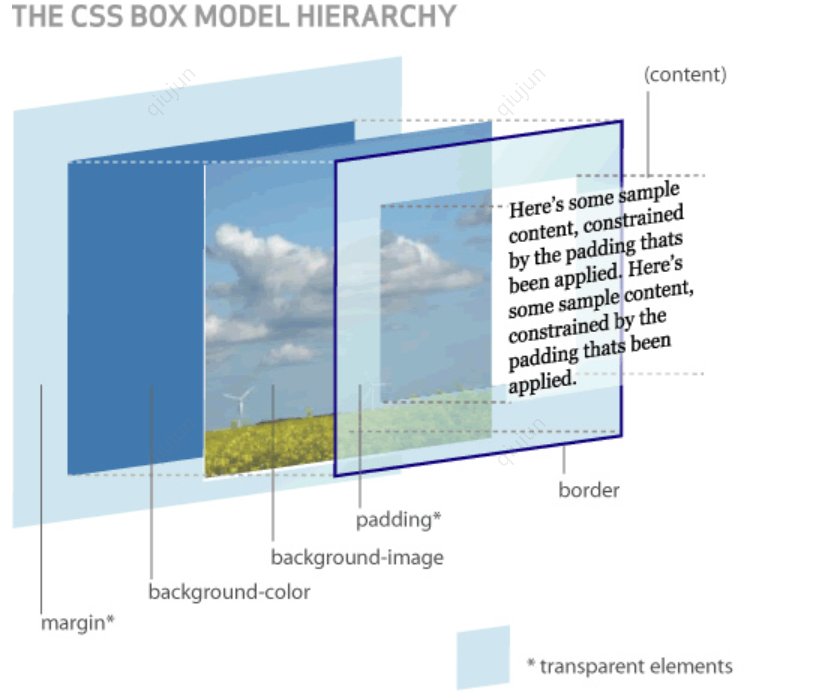 THE CSS BOX MODEL HIERARCHY
qiujun
qiujun
(content)
Here's some sample
content, constrained
by the padding thats
been applied. Here's
some sample content,
constrained by the
padding thats been
applied.
qiujun
border
padding*
background-image
background-color
margin*
* transparent elements